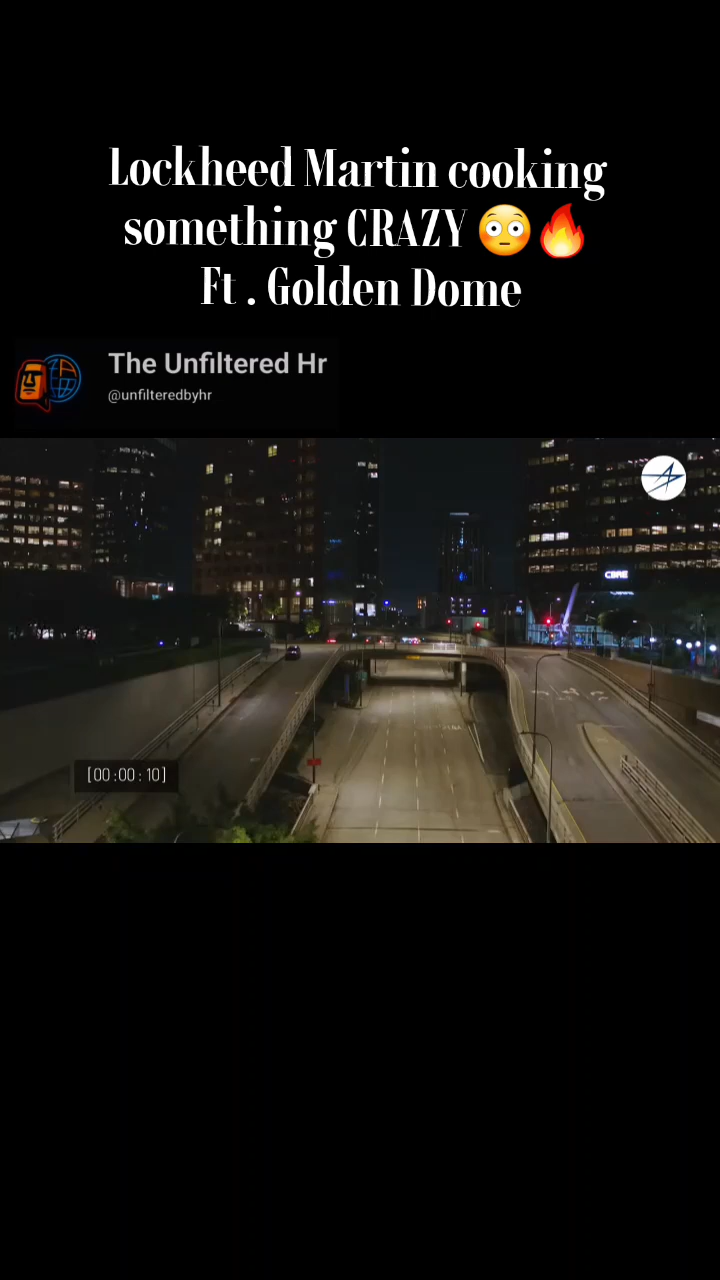 Lockheed Martin cooking
something CRAZY 😳🔥
Ft . Golden Dome
The Unfiltered Hr
@unfilteredbyhr
CBRE
[00 :00 : 10]